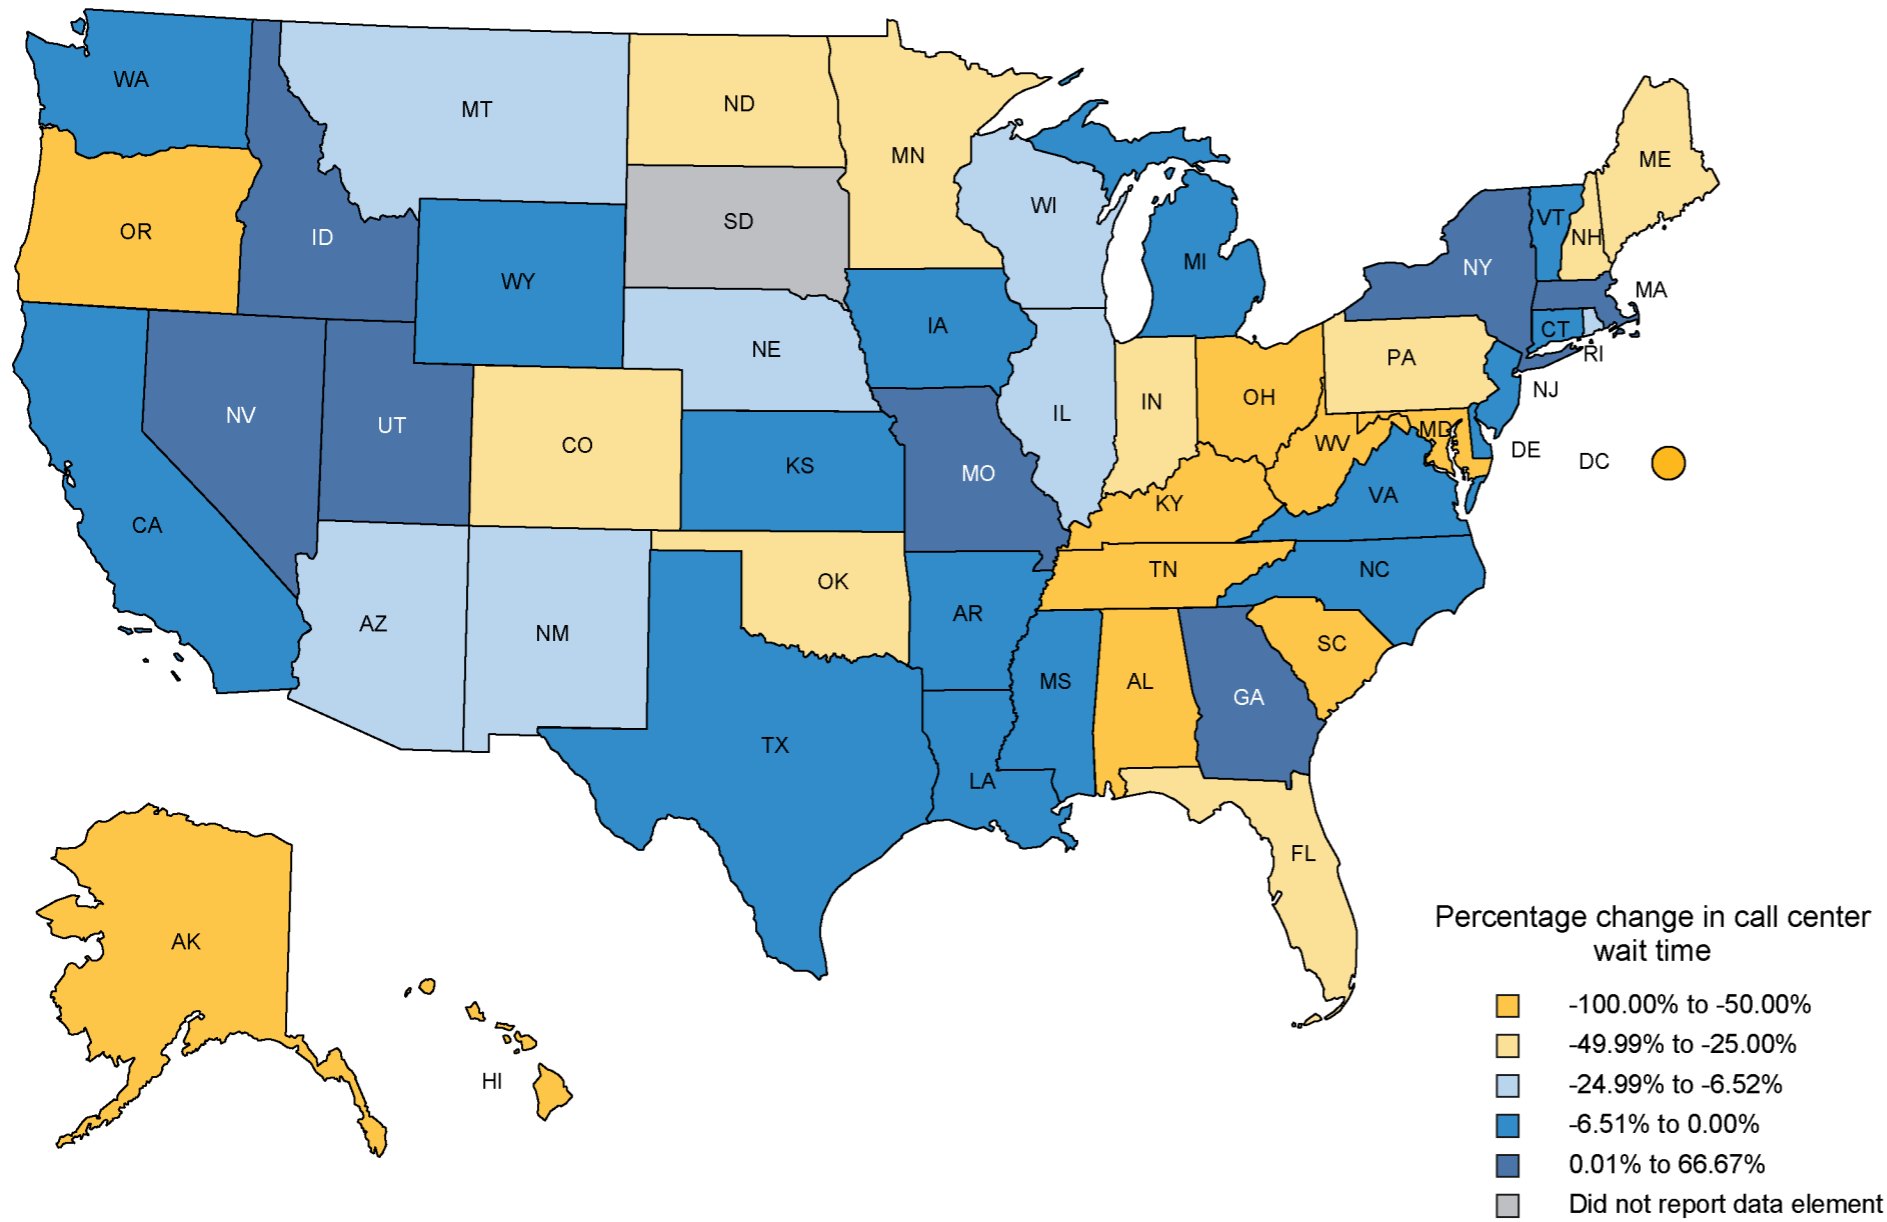 WA
MT
ND
MN
ME
OR
ID
SD
WI
VT
NH
WY
MI
NY
MA
IA
CT
NE
PA
RI
NJ
NV
UT
CO
IL
IN
OH
MD
WV
DE
DC
KS
MO
KY
VA
CA
OK
TN
NC
AZ
NM
AR
SC
MS
AL
GA
TX
LA
FL
AK
HI
Percentage change in call center
wait time
-100.00% to -50.00%
-49.99% to -25.00%
-24.99% to -6.52%
-6.51% to 0.00%
0.01% to 66.67%
Did not report data element